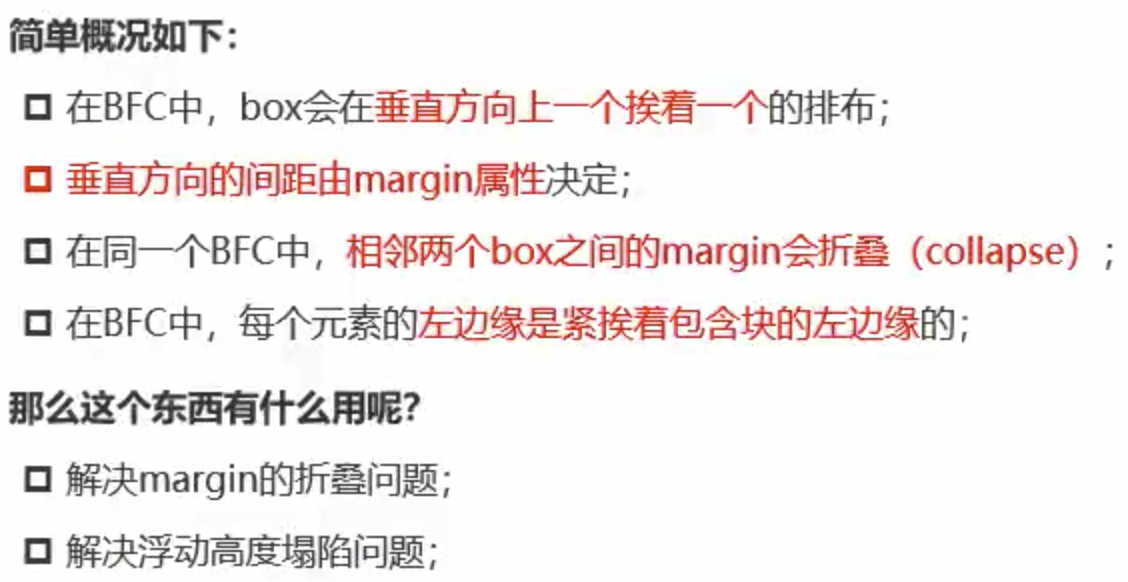 简单概况如下：
在BFC中，box会在垂直方向上一个挨着一个的排布；
垂直方向的间距由margin属性决定；
在同一个BFC中，相邻两个box之间的margin会折叠（collapse）；
在BFC中，每个元素的左边缘是紧挨着包含块的左边缘的；
那么这个东西有什么用呢？
解决margin的折叠问题；
解决浮动高度塌陷问题；